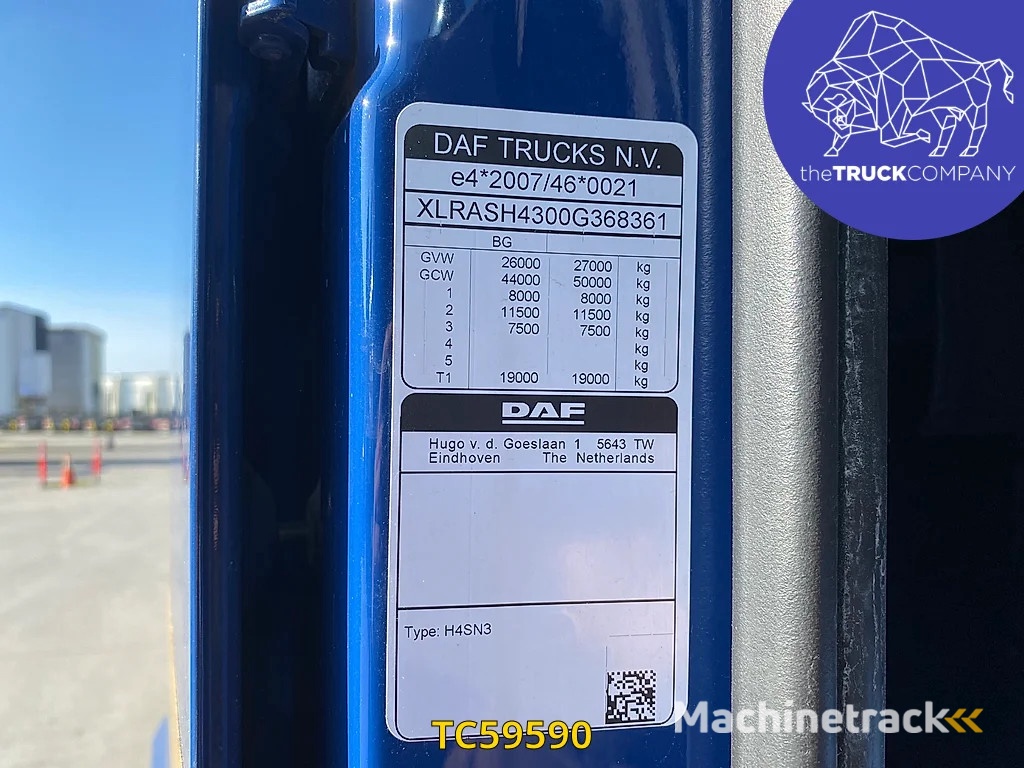 theTRUCKCOMPANY
DAF TRUCKS N.V.
e4*2007/46*0021
XLRASH4300G368361
BG
GVW 26000 27000 kg
GCW 44000 50000 kg
1 8000 8000 kg
2 11500 11500 kg
3 7500 7500 kg
4 kg
5 kg
T1 19000 19000 kg
DAF
Hugo v. d. Goeslaan 1 5643 TW
Eindhoven The Netherlands
Type: H4SN3
Machinetrack
TC59590